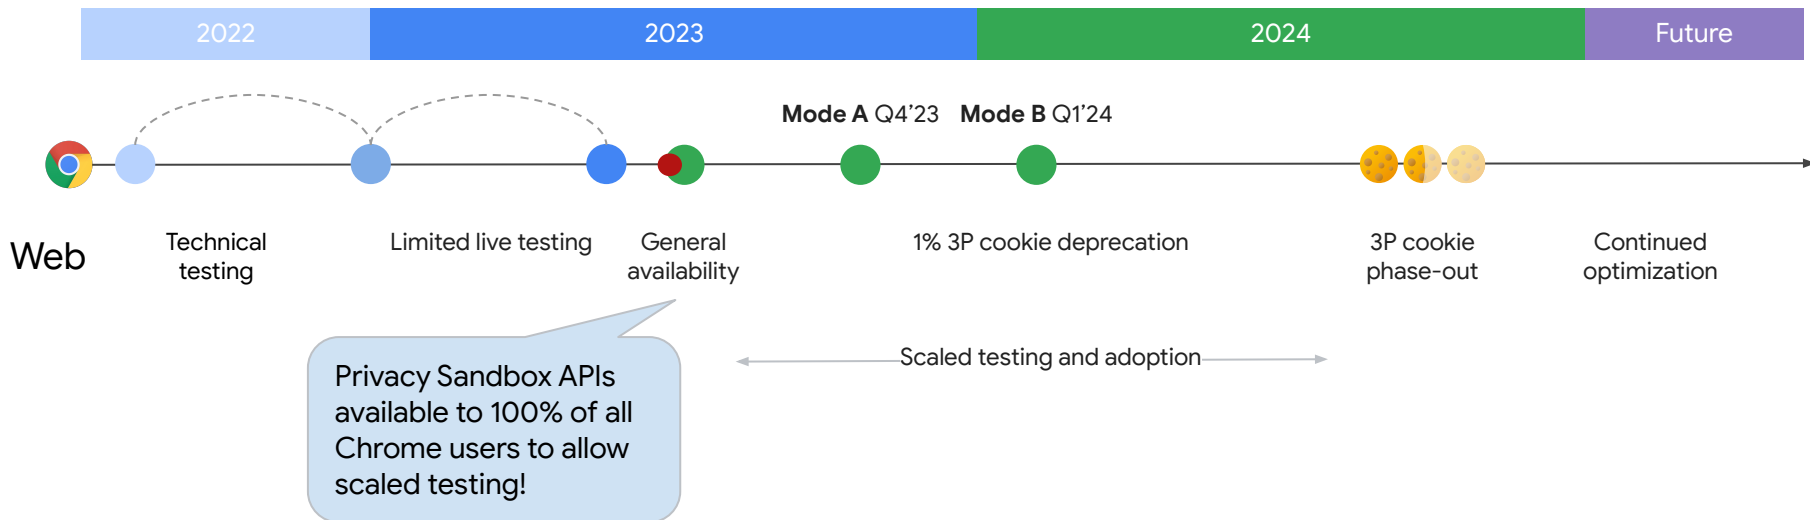 2022
2023
2024
Future
Mode A Q4’23
Mode B Q1’24
Web
Technical
testing
Limited live testing
General
availability
1% 3P cookie deprecation
3P cookie
phase-out
Continued
optimization
Scaled testing and adoption
Privacy Sandbox APIs
available to 100% of all
Chrome users to allow
scaled testing!